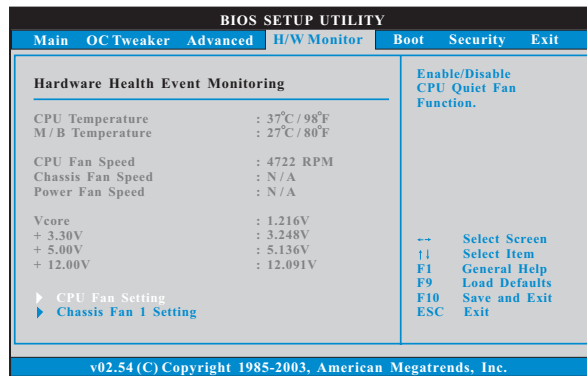 BIOS SETUP UTILITY
Main OC Tweaker Advanced H/W Monitor Boot Security Exit
Hardware Health Event Monitoring
CPU Temperature : 37°C / 98°F
M / B Temperature : 27°C / 80°F
CPU Fan Speed : 4722 RPM
Chassis Fan Speed : N / A
Power Fan Speed : N / A
Vcore : 1.216V
+ 3.30V : 3.248V
+ 5.00V : 5.136V
+ 12.00V : 12.091V
CPU Fan Setting
Chassis Fan 1 Setting
Enable/Disable
CPU Quiet Fan
Function.
←→ Select Screen
↑↓ Select Item
F1 General Help
F9 Load Defaults
F10 Save and Exit
ESC Exit
v02.54 (C) Copyright 1985-2003, American Megatrends, Inc.